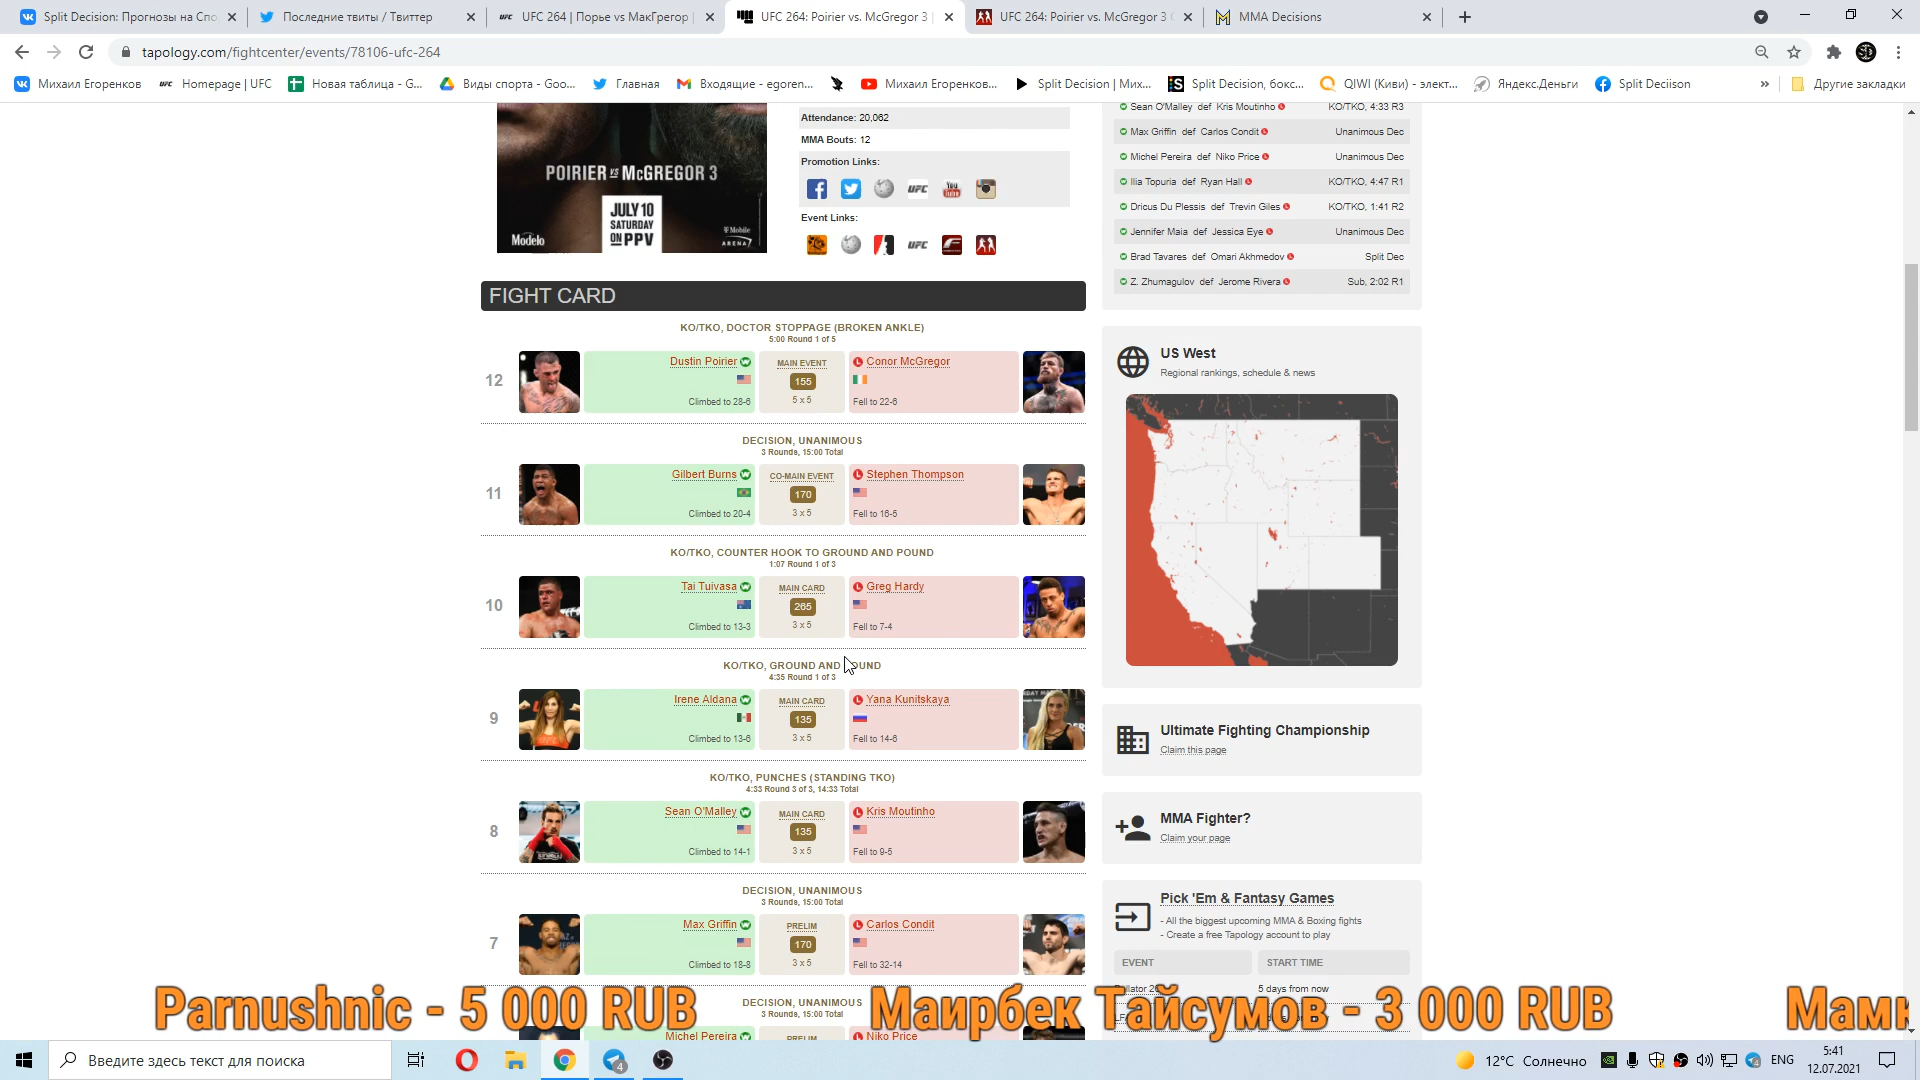 Split Decision: Прогнозы на Спо
Последние твиты / Твиттер
UFC 264 | Порье vs МакГрегор
UFC 264: Poirier vs. McGregor 3 |
UFC 264: Poirier vs. McGregor 3
MMA Decisions
tapology.com/fightcenter/events/78106-ufc-264
Михаил Егоренков
Homepage | UFC
Новая таблица - G...
Виды спорта - Goo...
Главная
Входящие - egoren...
Михаил Егоренков...
Split Decision | Мих...
Split Decision, бокс...
QIWI (Киви) - элект...
Яндекс.Деньги
Split Deciison
»
Другие закладки
POIRIER VS McGREGOR 3
JULY 10
SATURDAY
ON PPV
Modelo
T Mobile
ARENA
Attendance: 20,062
MMA Bouts: 12
Promotion Links:
UFC
You
Event Links:
UFC
Sean O'Malley def Kris Moutinho KO/TKO, 4:33 R3
Max Griffin def Carlos Condit Unanimous Dec
Michel Pereira def Niko Price Unanimous Dec
Ilia Topuria def Ryan Hall KO/TKO, 4:47 R1
Dricus Du Plessis def Trevin Giles KO/TKO, 1:41 R2
Jennifer Maia def Jessica Eye Unanimous Dec
Brad Tavares def Omari Akhmedov Split Dec
Z. Zhumagulov def Jerome Rivera Sub, 2:02 R1
FIGHT CARD
KO/TKO, DOCTOR STOPPAGE (BROKEN ANKLE)
5:00 Round 1 of 5
12
Dustin Poirier W
Climbed to 28-6
MAIN EVENT
155
5 x 5
L Conor McGregor
Fell to 22-6
DECISION, UNANIMOUS
3 Rounds, 15:00 Total
11
Gilbert Burns W
Climbed to 20-4
CO-MAIN EVENT
170
3 x 5
L Stephen Thompson
Fell to 16-5
KO/TKO, COUNTER HOOK TO GROUND AND POUND
1:07 Round 1 of 3
10
Tai Tuivasa W
Climbed to 13-3
MAIN CARD
265
3 x 5
L Greg Hardy
Fell to 7-4
KO/TKO, GROUND AND OUND
4:35 Round 1 of 3
9
Irene Aldana W
Climbed to 13-6
MAIN CARD
135
3 x 5
L Yana Kunitskaya
Fell to 14-6
KO/TKO, PUNCHES (STANDING TKO)
4:33 Round 3 of 3, 14:33 Total
8
Sean O'Malley W
Climbed to 14-1
MAIN CARD
135
3 x 5
L Kris Moutinho
Fell to 9-5
DECISION, UNANIMOUS
3 Rounds, 15:00 Total
7
Max Griffin W
Climbed to 18-8
PRELIM
170
3 x 5
L Carlos Condit
Fell to 32-14
DECISION, UNANIMOUS
3 Rounds, 15:00 Total
Michel Pereira
PRELIM
Niko Price
US West
Regional rankings, schedule & news
Ultimate Fighting Championship
Claim this page
MMA Fighter?
Claim your page
Pick 'Em & Fantasy Games
- All the biggest upcoming MMA & Boxing fights
- Create a free Tapology account to play
EVENT START TIME
5 days from now
Parnushnic - 5 000 RUB Маирбек Тайсумов - 3 000 RUB Мамк
Введите здесь текст для поиска
4
12°C Солнечно
ENG
5:41
12.07.2021